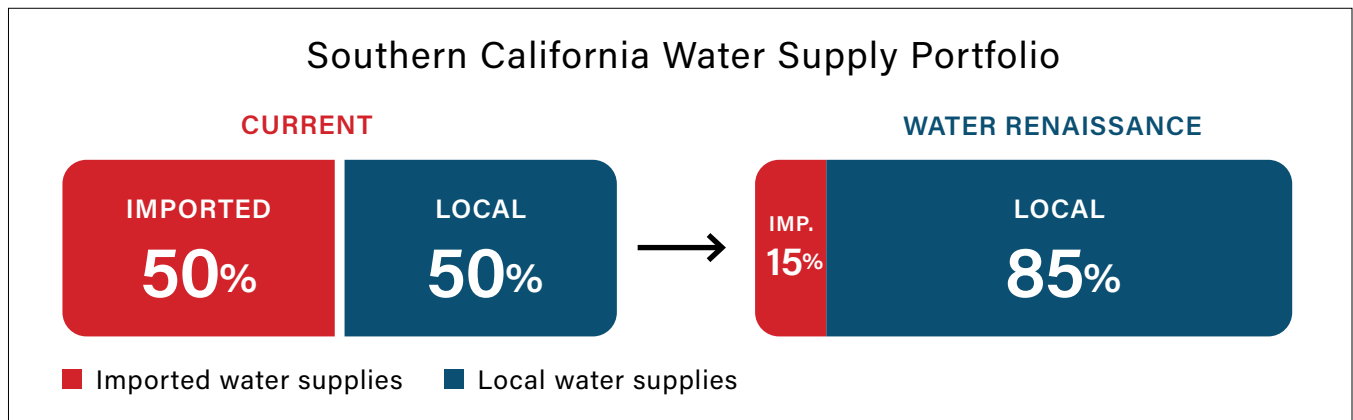 Southern California Water Supply Portfolio
CURRENT
IMPORTED
50%
LOCAL
50%
WATER RENAISSANCE
IMP.
15%
LOCAL
85%
Imported water supplies
Local water supplies